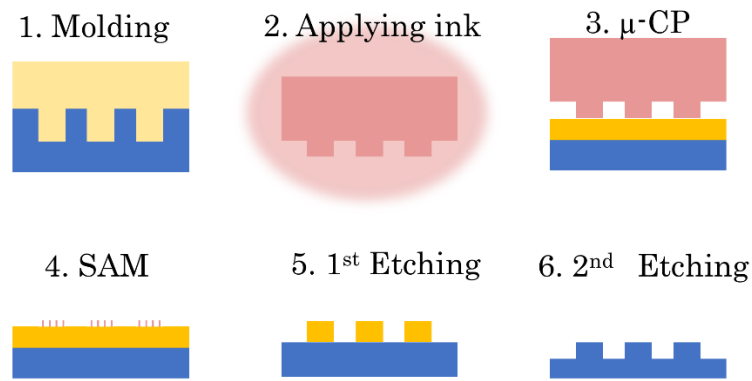 1. Molding
2. Applying ink
3. μ-CP
4. SAM
5. 1st Etching
6. 2nd Etching